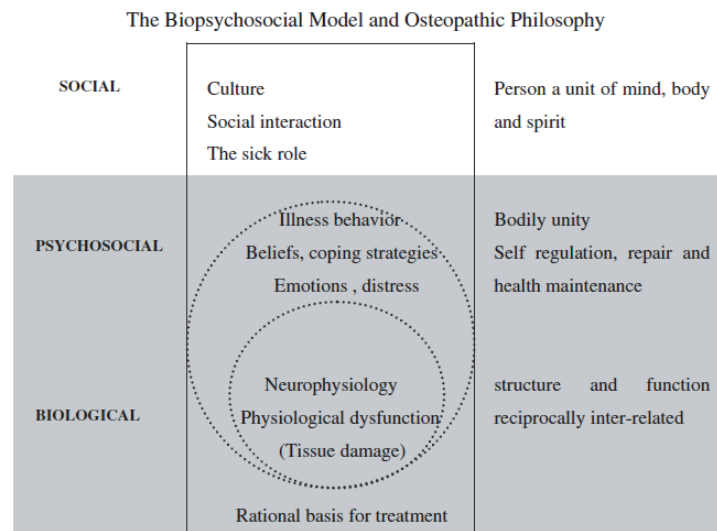 The Biopsychosocial Model and Osteopathic Philosophy
SOCIAL
Culture
Social interaction
The sick role
Person a unit of mind, body
and spirit
PSYCHOSOCIAL
Illness behavior
Beliefs, coping strategies
Emotions , distress
Bodily unity
Self regulation, repair and
health maintenance
BIOLOGICAL
Neurophysiology
Physiological dysfunction
(Tissue damage)
structure and function
reciprocally inter-related
Rational basis for treatment